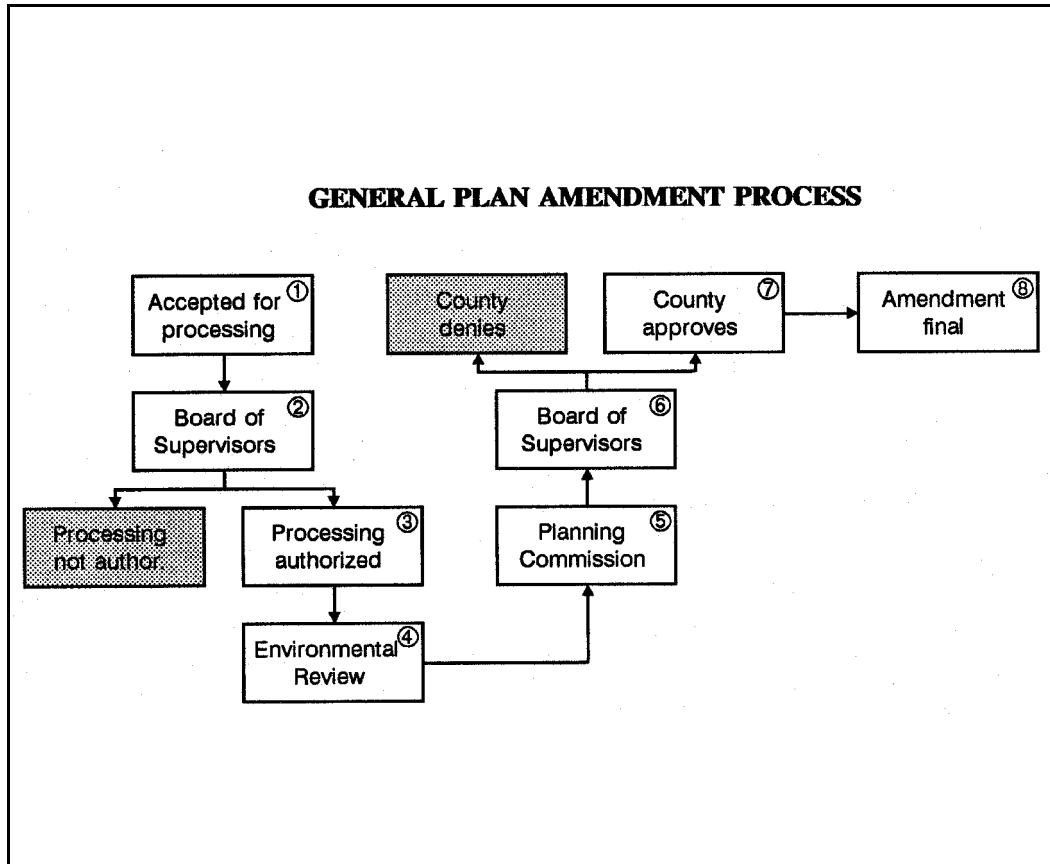 GENERAL PLAN AMENDMENT PROCESS
Accepted for ①
processing
Board of ②
Supervisors
Processing
not author.
Processing ③
authorized
Environmental ④
Review
Planning ⑤
Commission
Board of ⑥
Supervisors
County
denies
County ⑦
approves
Amendment ⑧
final